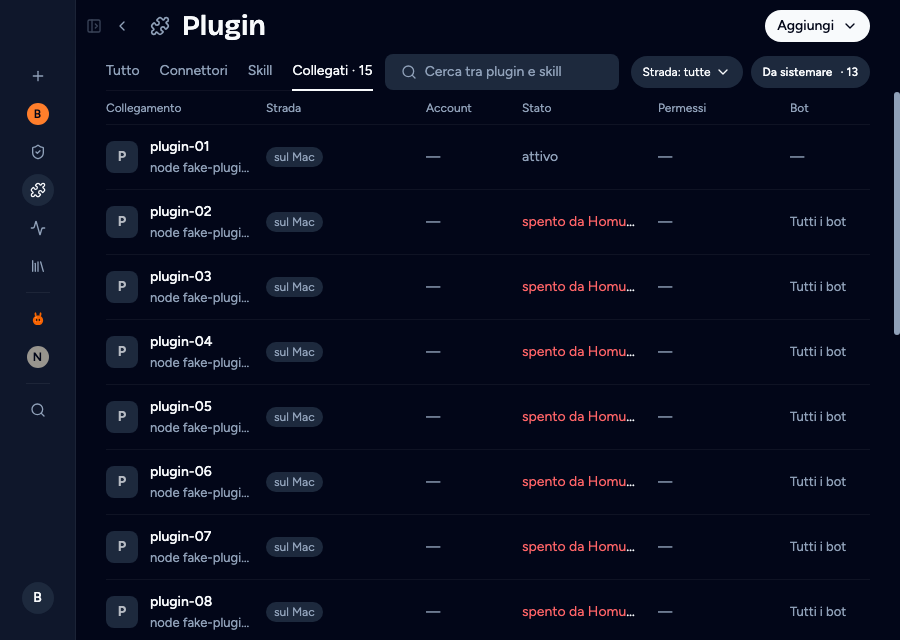 Plugin
Aggiungi
Tutto Connettori Skill Collegati · 15 Cerca tra plugin e skill Strada: tutte Da sistemare · 13
Collegamento Strada Account Stato Permessi Bot
B
P plugin-01 sul Mac — attivo — —
node fake-plugi...
P plugin-02 sul Mac — spento da Homu... — Tutti i bot
node fake-plugi...
P plugin-03 sul Mac — spento da Homu... — Tutti i bot
node fake-plugi...
P plugin-04 sul Mac — spento da Homu... — Tutti i bot
N node fake-plugi...
P plugin-05 sul Mac — spento da Homu... — Tutti i bot
node fake-plugi...
P plugin-06 sul Mac — spento da Homu... — Tutti i bot
node fake-plugi...
P plugin-07 sul Mac — spento da Homu... — Tutti i bot
node fake-plugi...
B
P plugin-08 sul Mac — spento da Homu... — Tutti i bot
node fake-plugi...